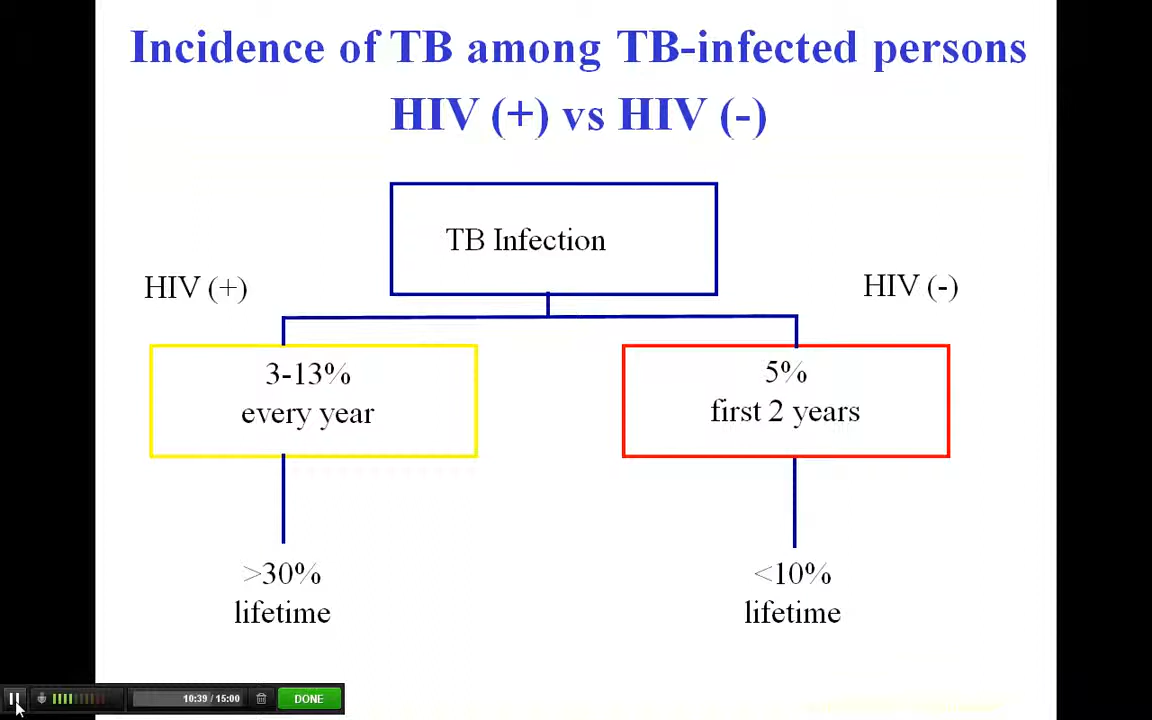 Incidence of TB among TB-infected persons
HIV (+) vs HIV (-)
TB Infection
HIV (+)
HIV (-)
3-13%
every year
5%
first 2 years
>30%
lifetime
<10%
lifetime
10:39 / 15:00
DONE